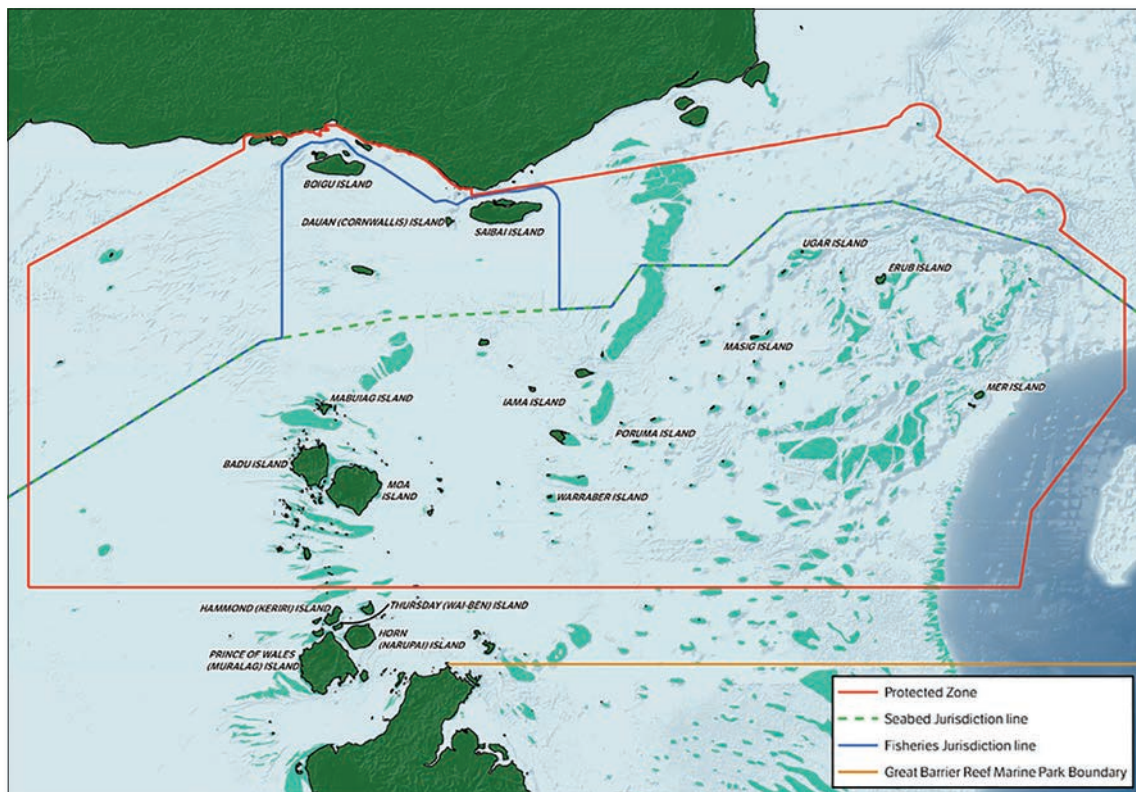 BOIGU ISLAND
DAUAN (CORNWALLIS) ISLAND
SAIBAI ISLAND
UGAR ISLAND
ERUB ISLAND
MASIG ISLAND
MABUIAG ISLAND
IAMA ISLAND
MER ISLAND
PORUMA ISLAND
BADU ISLAND
MOA
ISLAND
WARRABER ISLAND
HAMMOND (KERIRI) ISLAND
THURSDAY (WAI-BEN) ISLAND
HORN
(NARUPAI) ISLAND
PRINCE OF WALES
(MURALAG) ISLAND
Protected Zone
Seabed Jurisdiction line
Fisheries Jurisdiction line
Great Barrier Reef Marine Park Boundary